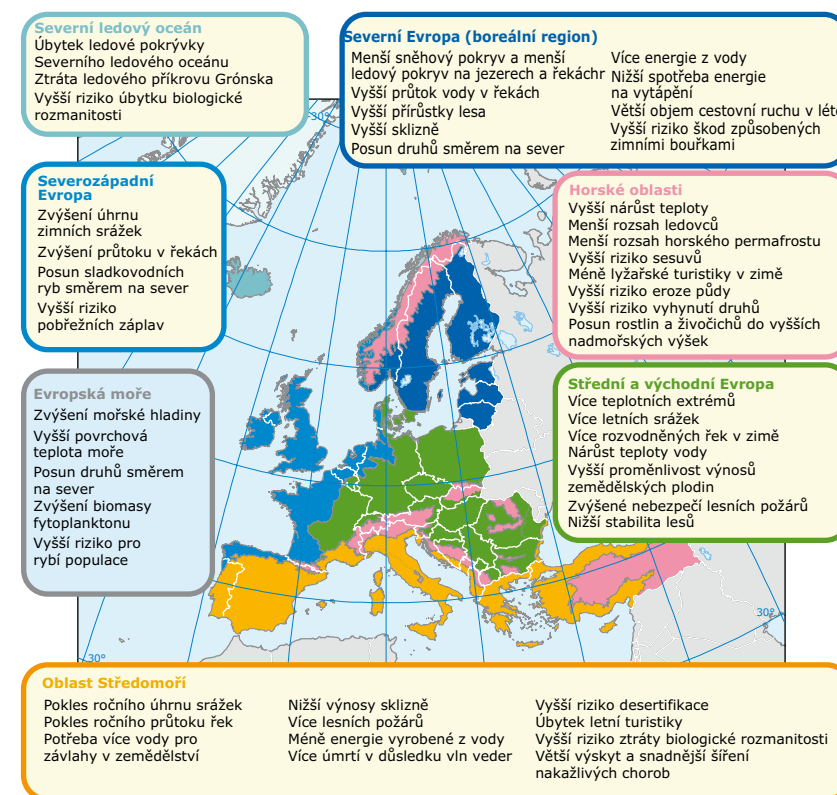 Severní ledový oceán
Úbytek ledové pokrývky
Severního ledového oceánu
Ztráta ledového příkrovu Grónska
Vyšší riziko úbytku biologické
rozmanitosti
Severní Evropa (boreální region)
Menší sněhový pokryv a menší
ledový pokryv na jezerech a řekách
Vyšší průtok vody v řekách
Vyšší přírůstky lesa
Vyšší sklizně
Posun druhů směrem na sever
Více energie z vody
Nižší spotřeba energie
na vytápění
Větší objem cestovní ruchu v létě
Vyšší riziko škod způsobených
zimními bouřkami
-30°
30°
Severozápadní
Evropa
Zvýšení úhrnu
zimních srážek
Zvýšení průtoku v řekách
Posun sladkovodních
ryb směrem na sever
Vyšší riziko
pobřežních záplav
Horské oblasti
Vyšší nárůst teploty
Menší rozsah ledovců
Menší rozsah horského permafrostu
Vyšší riziko sesuvů
Méně lyžařské turistiky v zimě
Vyšší riziko eroze půdy
Vyšší riziko vyhynutí druhů
Posun rostlin a živočichů do vyšších
nadmořských výšek
Evropská moře
Zvýšení mořské hladiny
Vyšší povrchová
teplota moře
Posun druhů směrem
na sever
Zvýšení biomasy
fytoplanktonu
Vyšší riziko pro
rybí populace
Střední a východní Evropa
Více teplotních extrémů
Více letních srážek
Více rozvodněných řek v zimě
Nárůst teploty vody
Vyšší proměnlivost výnosů
zemědělských plodin
Zvýšené nebezpečí lesních požárů
Nižší stabilita lesů
30°
30°
Oblast Středomoří
Pokles ročního úhrnu srážek
Pokles ročního průtoku řek
Potřeba více vody pro
závlahy v zemědělství
Nižší výnosy sklizně
Více lesních požárů
Méně energie vyrobené z vody
Více úmrtí v důsledku vln veder
Vyšší riziko desertifikace
Úbytek letní turistiky
Vyšší riziko ztráty biologické rozmanitosti
Větší výskyt a snadnější šíření
nakažlivých chorob